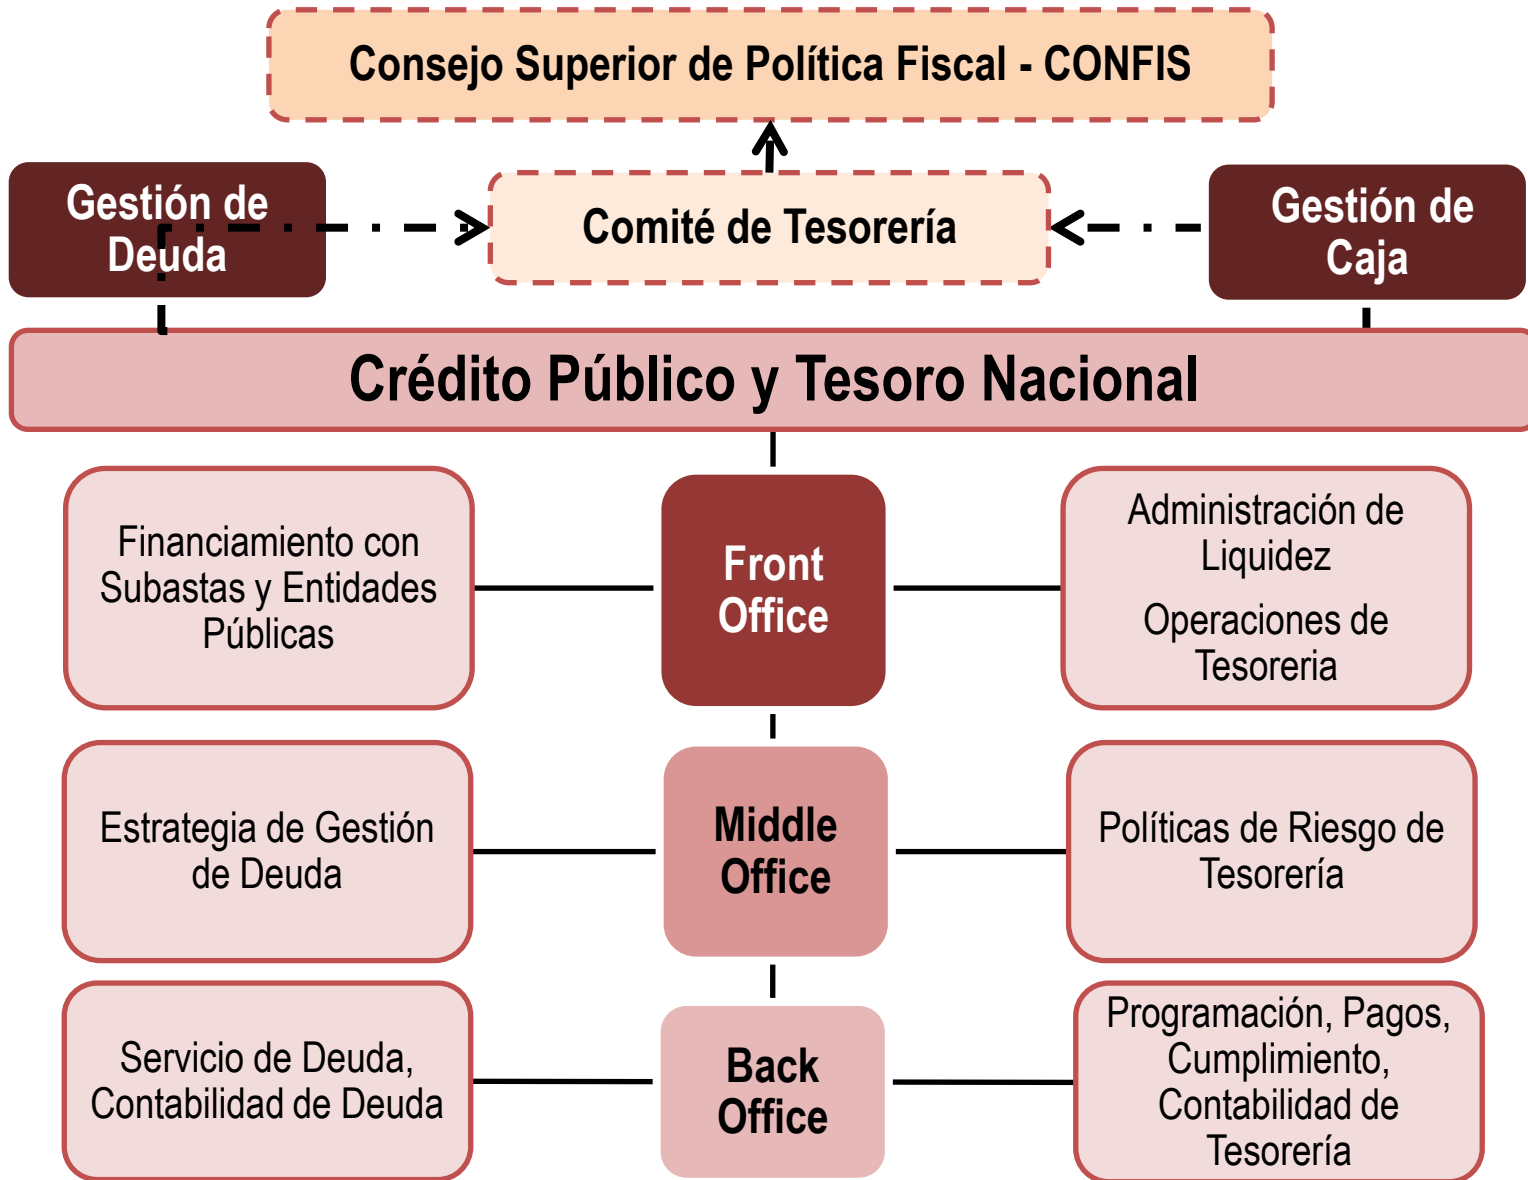 Consejo Superior de Política Fiscal - CONFIS
Gestión de
Deuda
Comité de Tesorería
Gestión de
Caja
Crédito Público y Tesoro Nacional
Financiamiento con
Subastas y Entidades
Públicas
Front
Office
Administración de
Liquidez
Operaciones de
Tesoreria
Estrategia de Gestión
de Deuda
Middle
Office
Políticas de Riesgo de
Tesorería
Servicio de Deuda,
Contabilidad de Deuda
Back
Office
Programación, Pagos,
Cumplimiento,
Contabilidad de
Tesorería